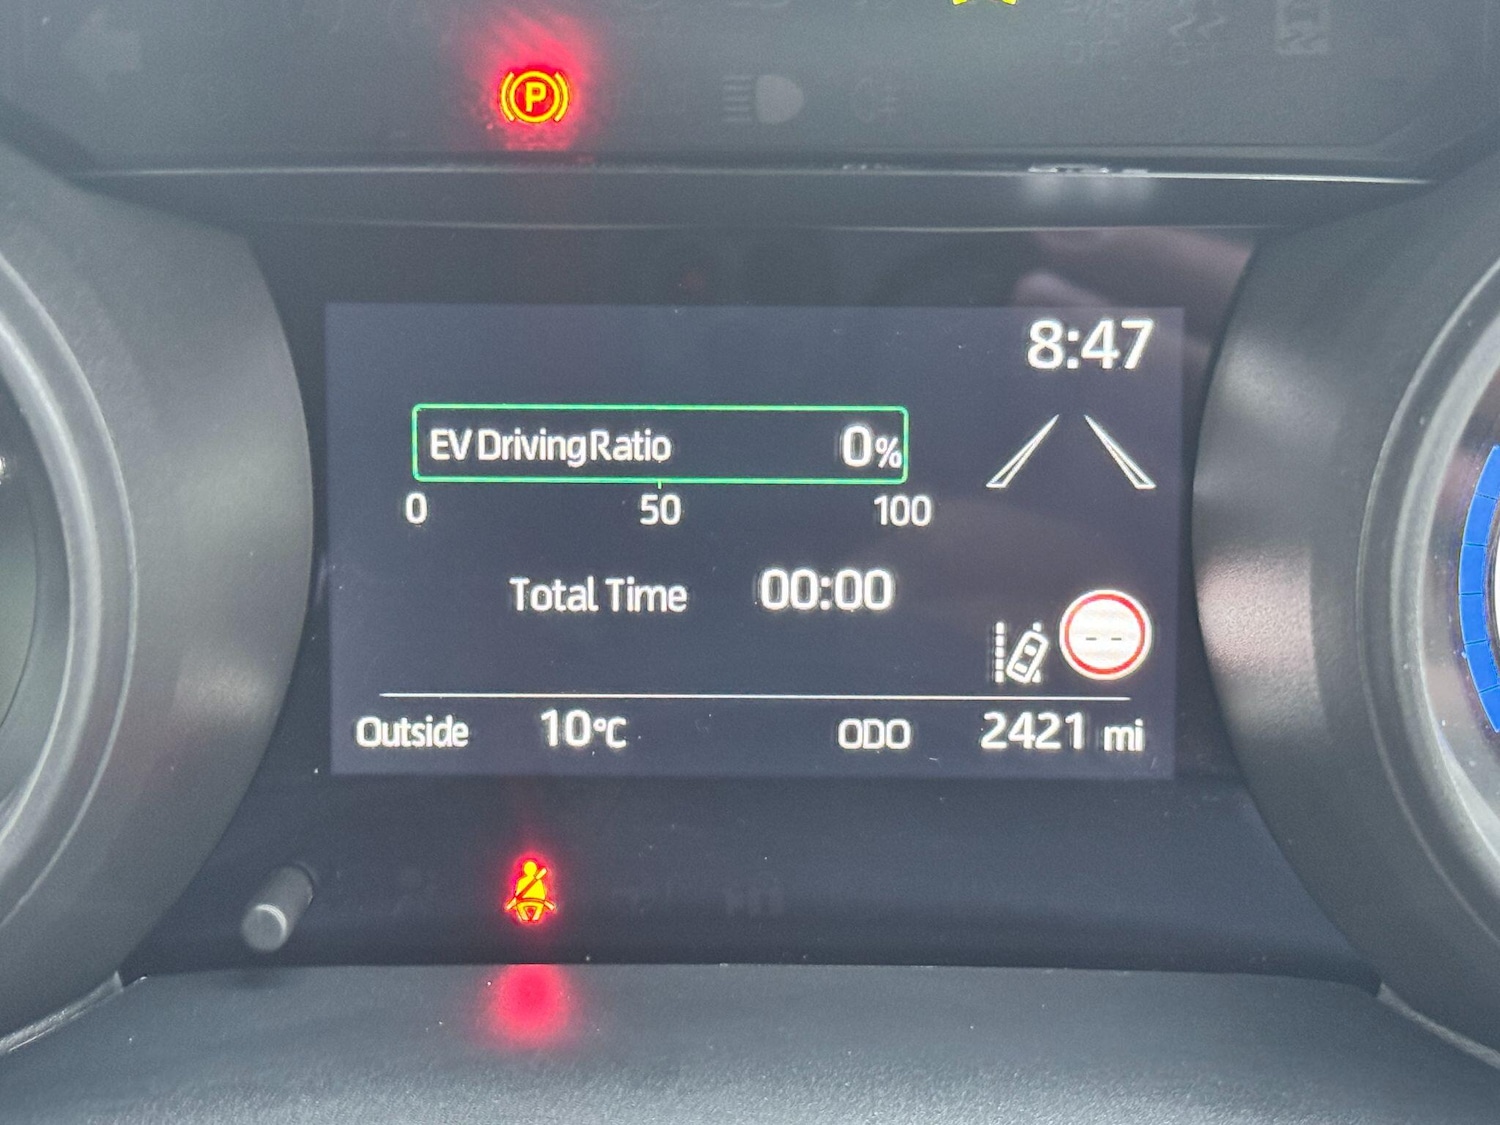 P
8:47
EV Driving Ratio 0%
0 50 100
Total Time 00:00
--
Outside 10°C ODO 2421 mi